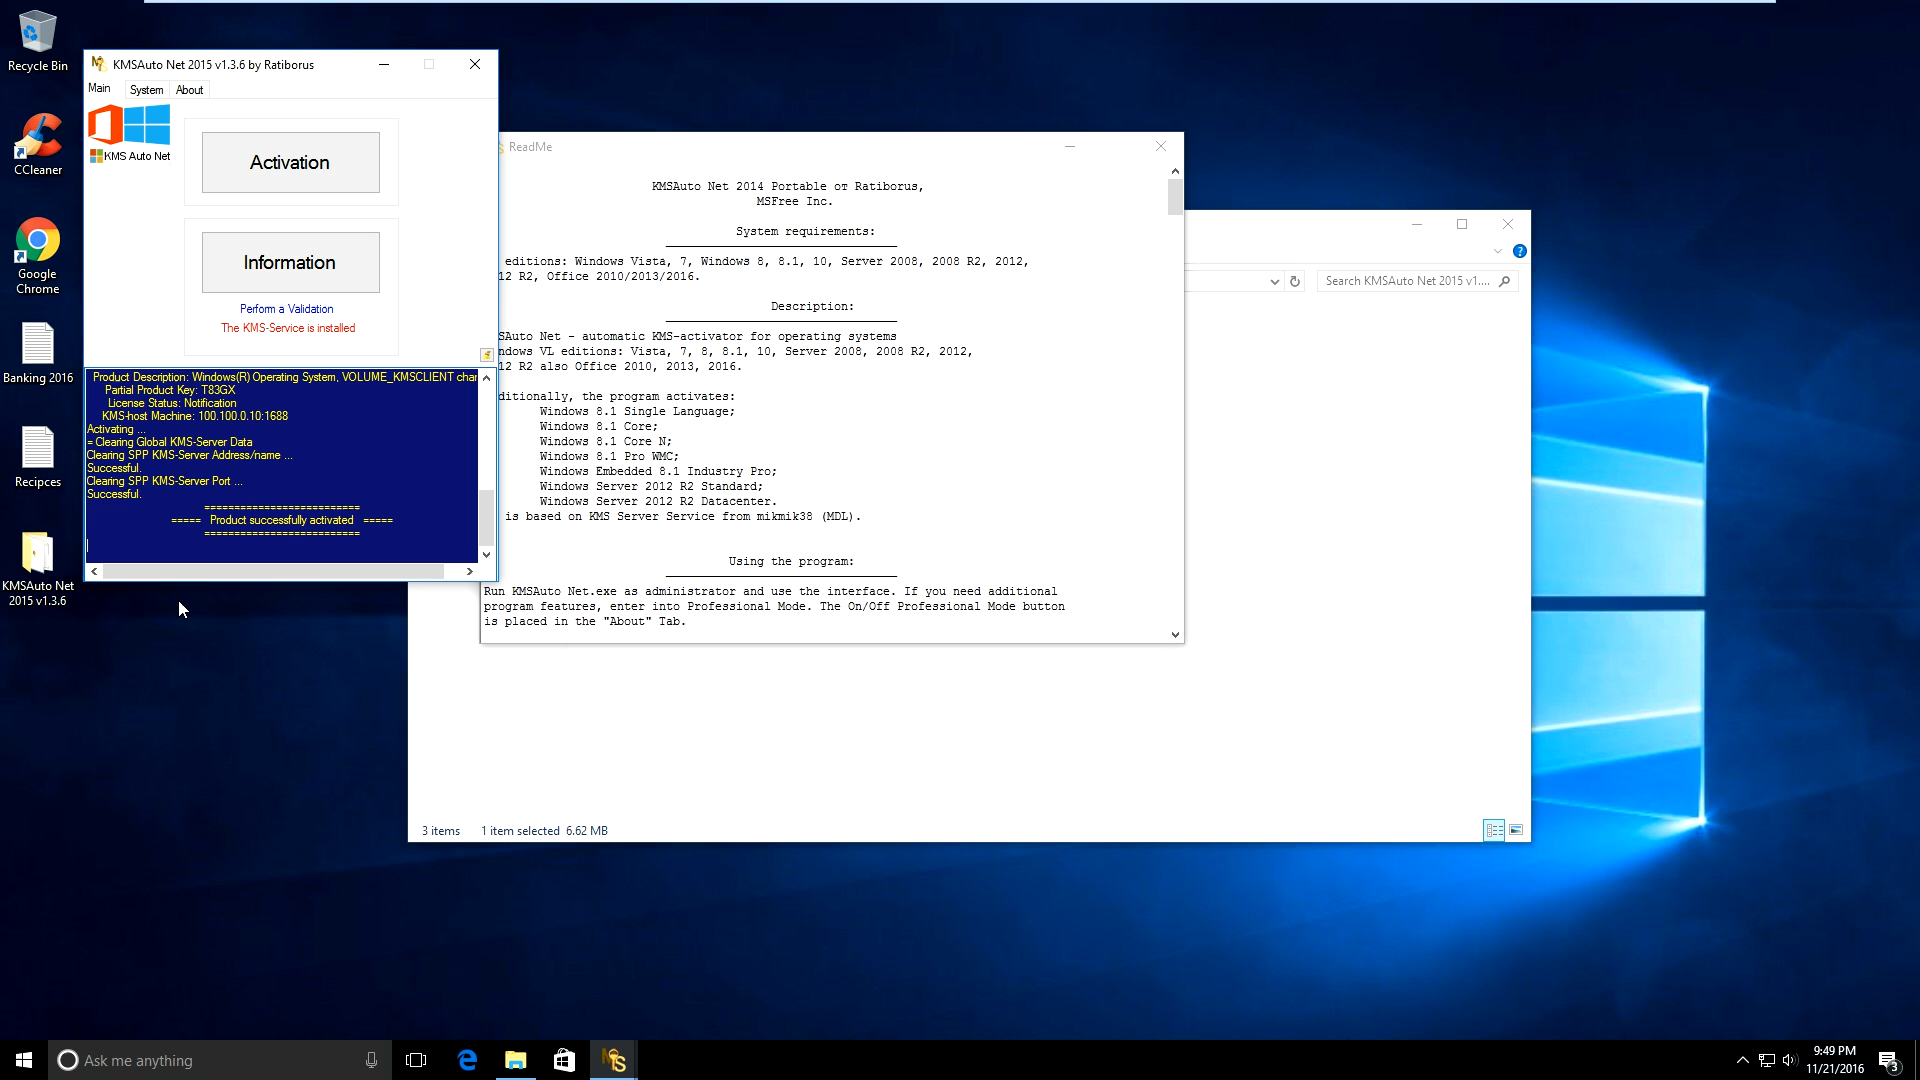 Recycle Bin
CCleaner
Google
Chrome
Banking 2016
Recipces
KMSAuto Net
2015 v1.3.6
KMSAuto Net 2015 v1.3.6 by Ratiborus
Main System About
KMS Auto Net
Activation
Information
Perform a Validation
The KMS-Service is installed
Product Description: Windows(R) Operating System, VOLUME_KMSCLIENT chan
Partial Product Key: T83GX
License Status: Notification
KMS-host Machine: 100.100.0.10:1688
Activating ...
= Clearing Global KMS-Server Data
Clearing SPP KMS-Server Address/name ...
Successful.
Clearing SPP KMS-Server Port ...
Successful.
==========================
===== Product successfully activated =====
==========================
ReadMe
KMSAuto Net 2014 Portable от Ratiborus,
MSFree Inc.
System requirements:
editions: Windows Vista, 7, Windows 8, 8.1, 10, Server 2008, 2008 R2, 2012,
12 R2, Office 2010/2013/2016.
Description:
SAuto Net - automatic KMS-activator for operating systems
ndows VL editions: Vista, 7, 8, 8.1, 10, Server 2008, 2008 R2, 2012,
12 R2 also Office 2010, 2013, 2016.
ditionally, the program activates:
Windows 8.1 Single Language;
Windows 8.1 Core;
Windows 8.1 Core N;
Windows 8.1 Pro WMC;
Windows Embedded 8.1 Industry Pro;
Windows Server 2012 R2 Standard;
Windows Server 2012 R2 Datacenter.
is based on KMS Server Service from mikmik38 (MDL).
Using the program:
Run KMSAuto Net.exe as administrator and use the interface. If you need additional
program features, enter into Professional Mode. The On/Off Professional Mode button
is placed in the "About" Tab.
Search KMSAuto Net 2015 v1....
3 items 1 item selected 6.62 MB
Ask me anything
9:49 PM
11/21/2016
3